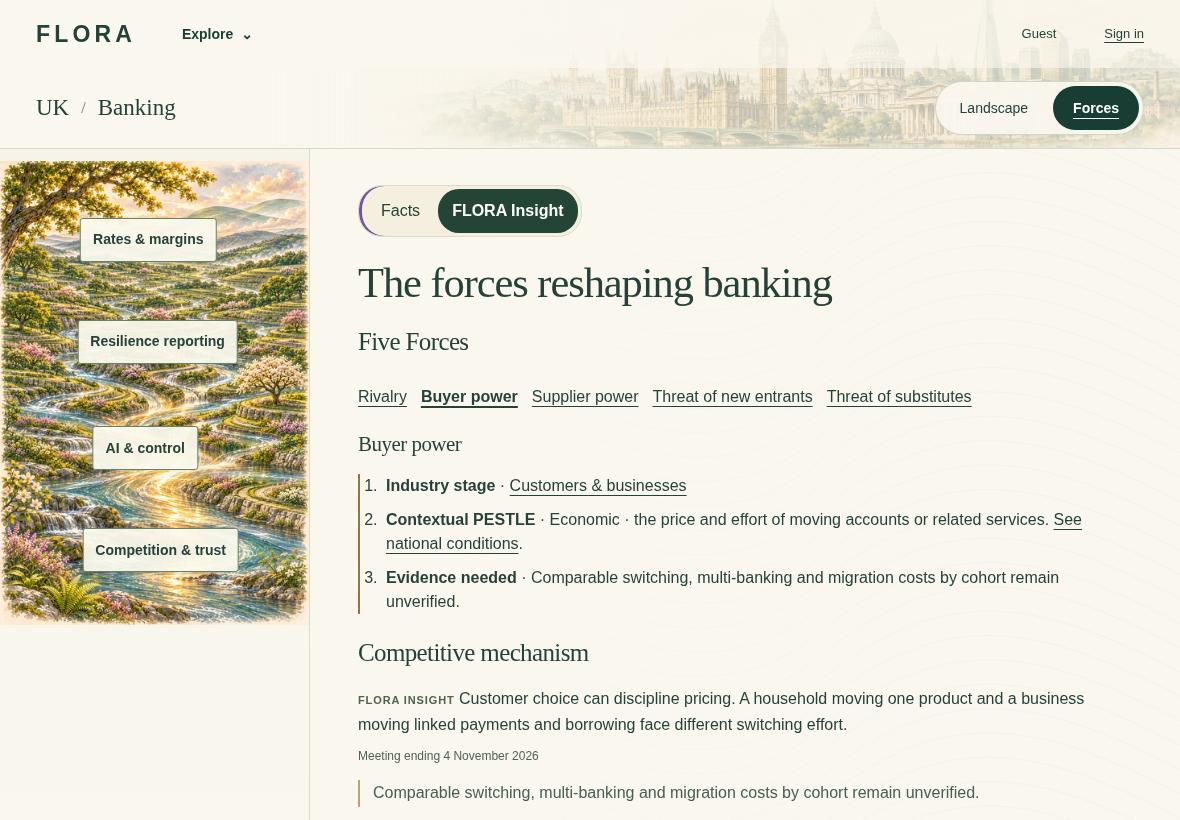 FLORA
Explore
Guest
Sign in
UK / Banking
Landscape
Forces
Rates & margins
Resilience reporting
AI & control
Competition & trust
Facts
FLORA Insight
The forces reshaping banking
Five Forces
Rivalry Buyer power Supplier power Threat of new entrants Threat of substitutes
Buyer power
1. Industry stage · Customers & businesses
2. Contextual PESTLE · Economic · the price and effort of moving accounts or related services. See
national conditions.
3. Evidence needed · Comparable switching, multi-banking and migration costs by cohort remain
unverified.
Competitive mechanism
FLORA INSIGHT Customer choice can discipline pricing. A household moving one product and a business
moving linked payments and borrowing face different switching effort.
Meeting ending 4 November 2026
Comparable switching, multi-banking and migration costs by cohort remain unverified.